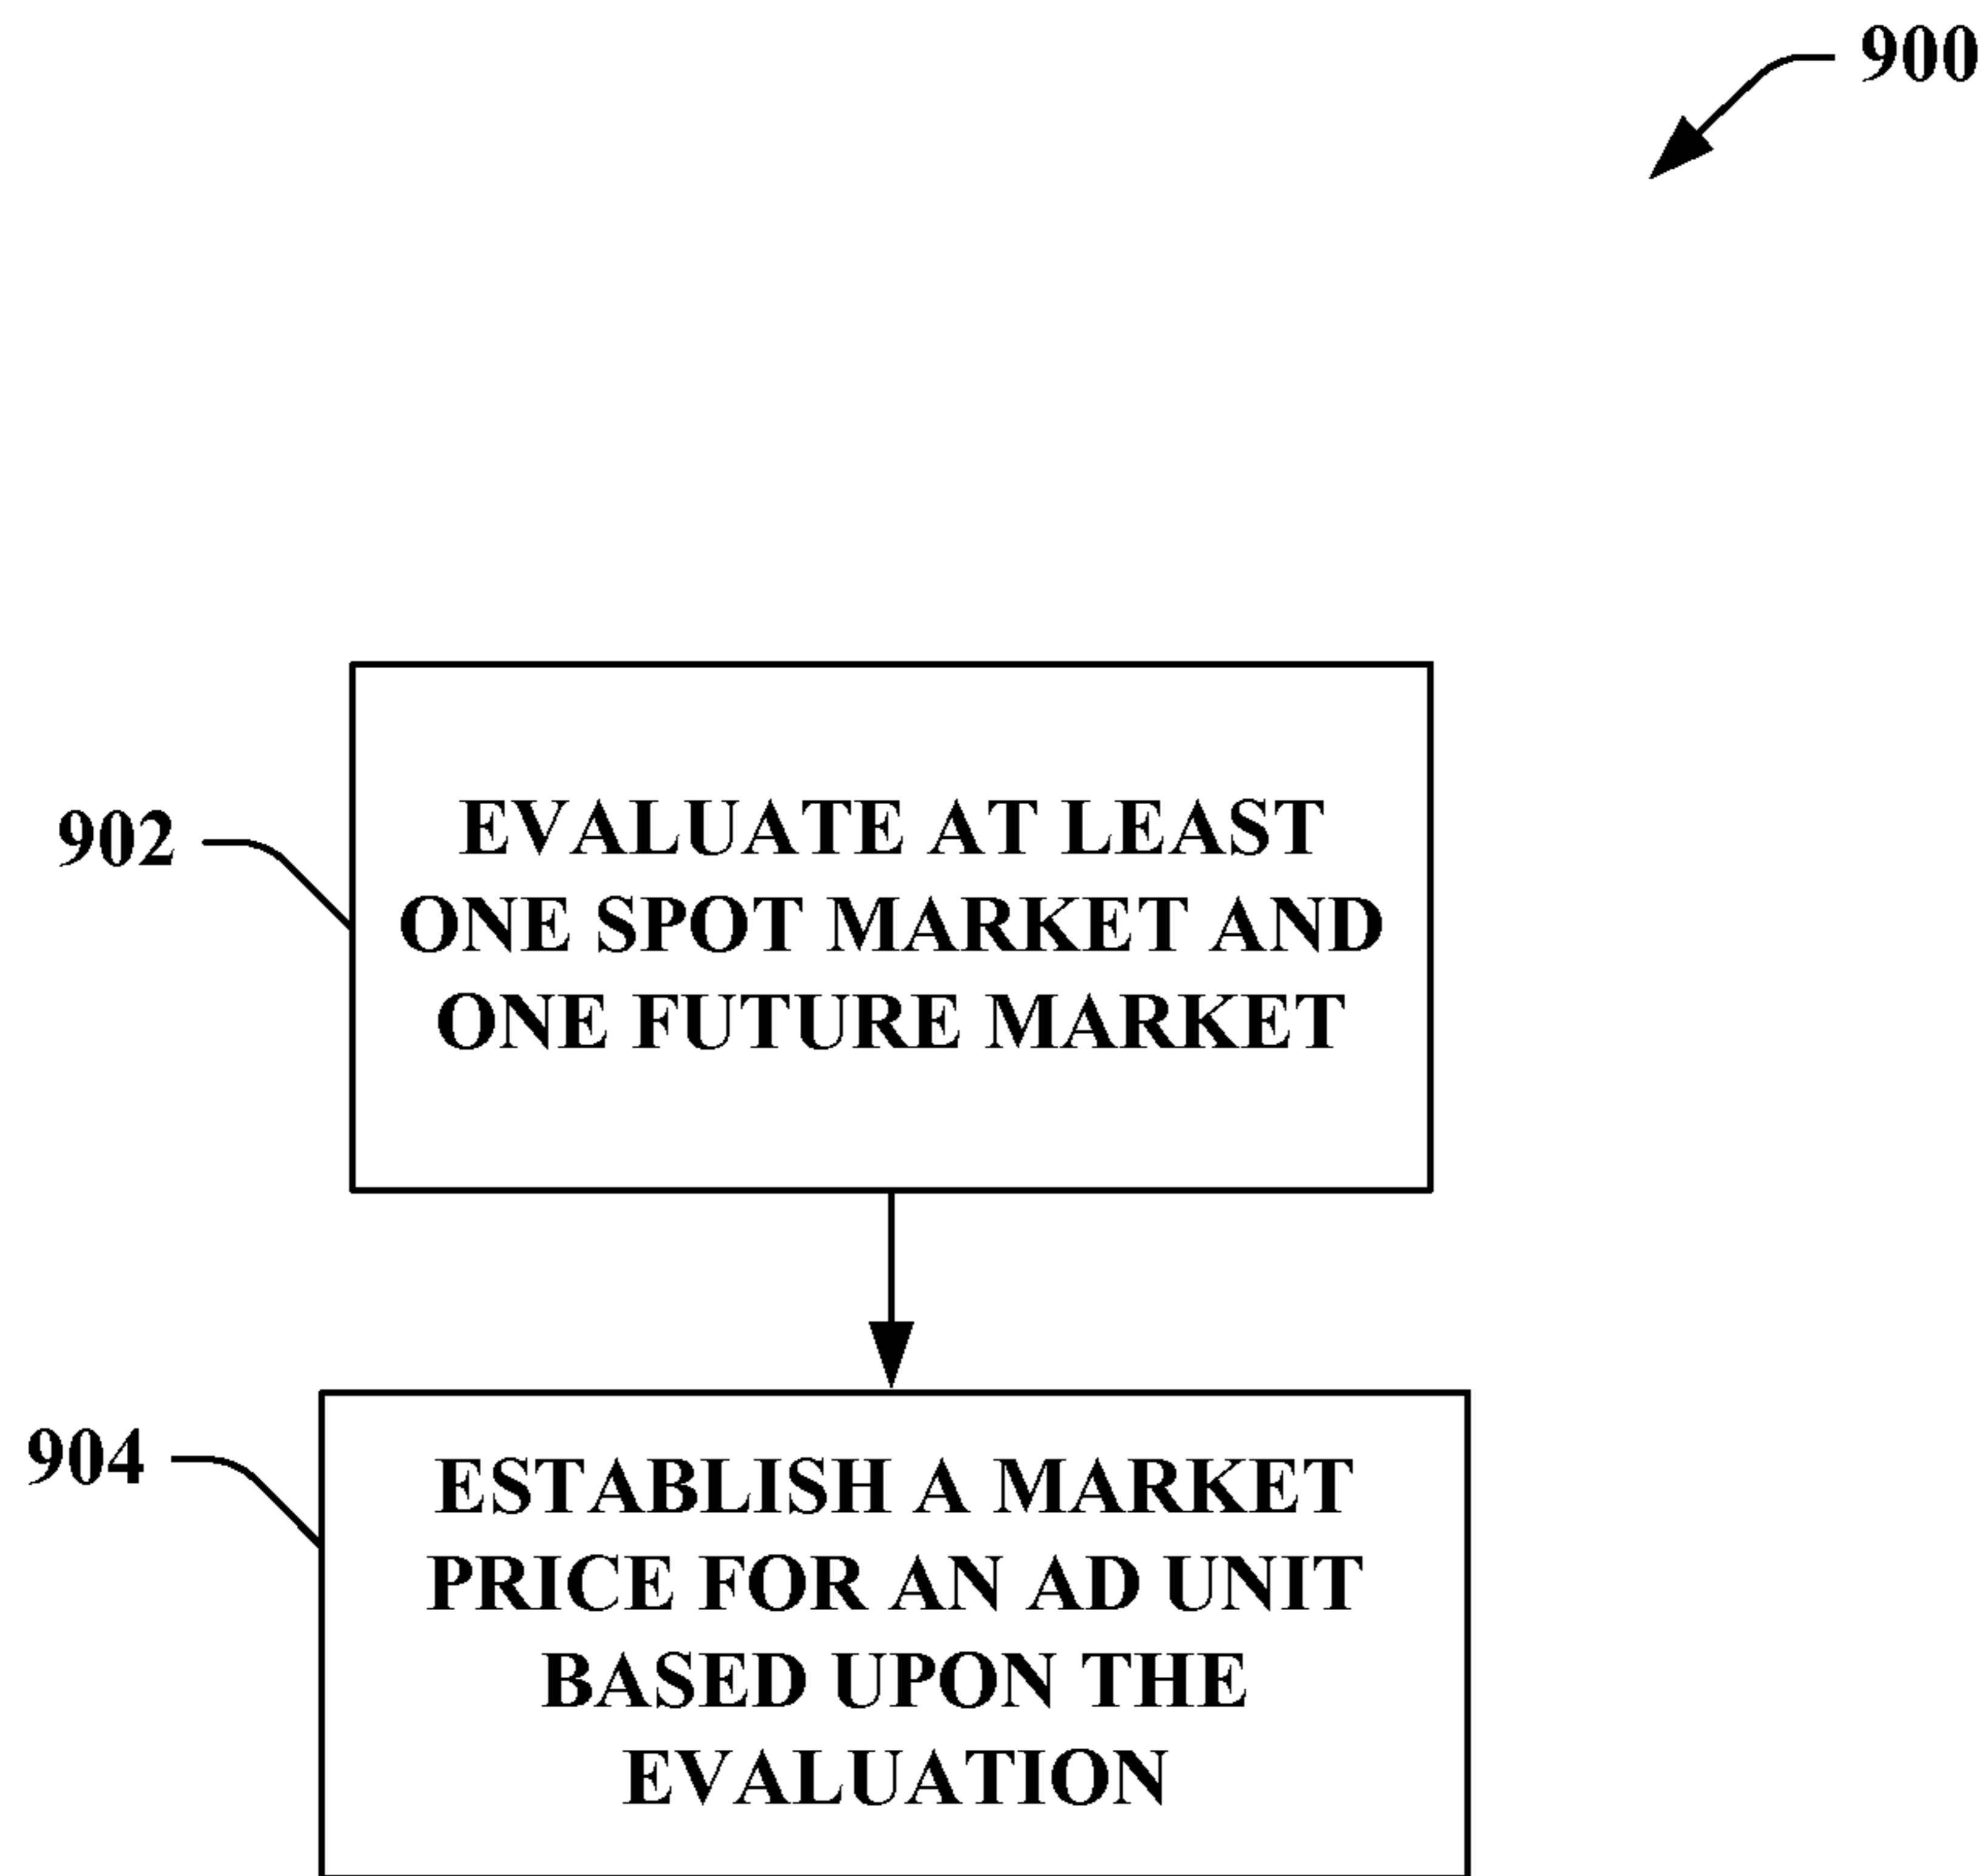 900
902
EVALUATE AT LEAST
ONE SPOT MARKET AND
ONE FUTURE MARKET
904
ESTABLISH A MARKET
PRICE FOR AN AD UNIT
BASED UPON THE
EVALUATION